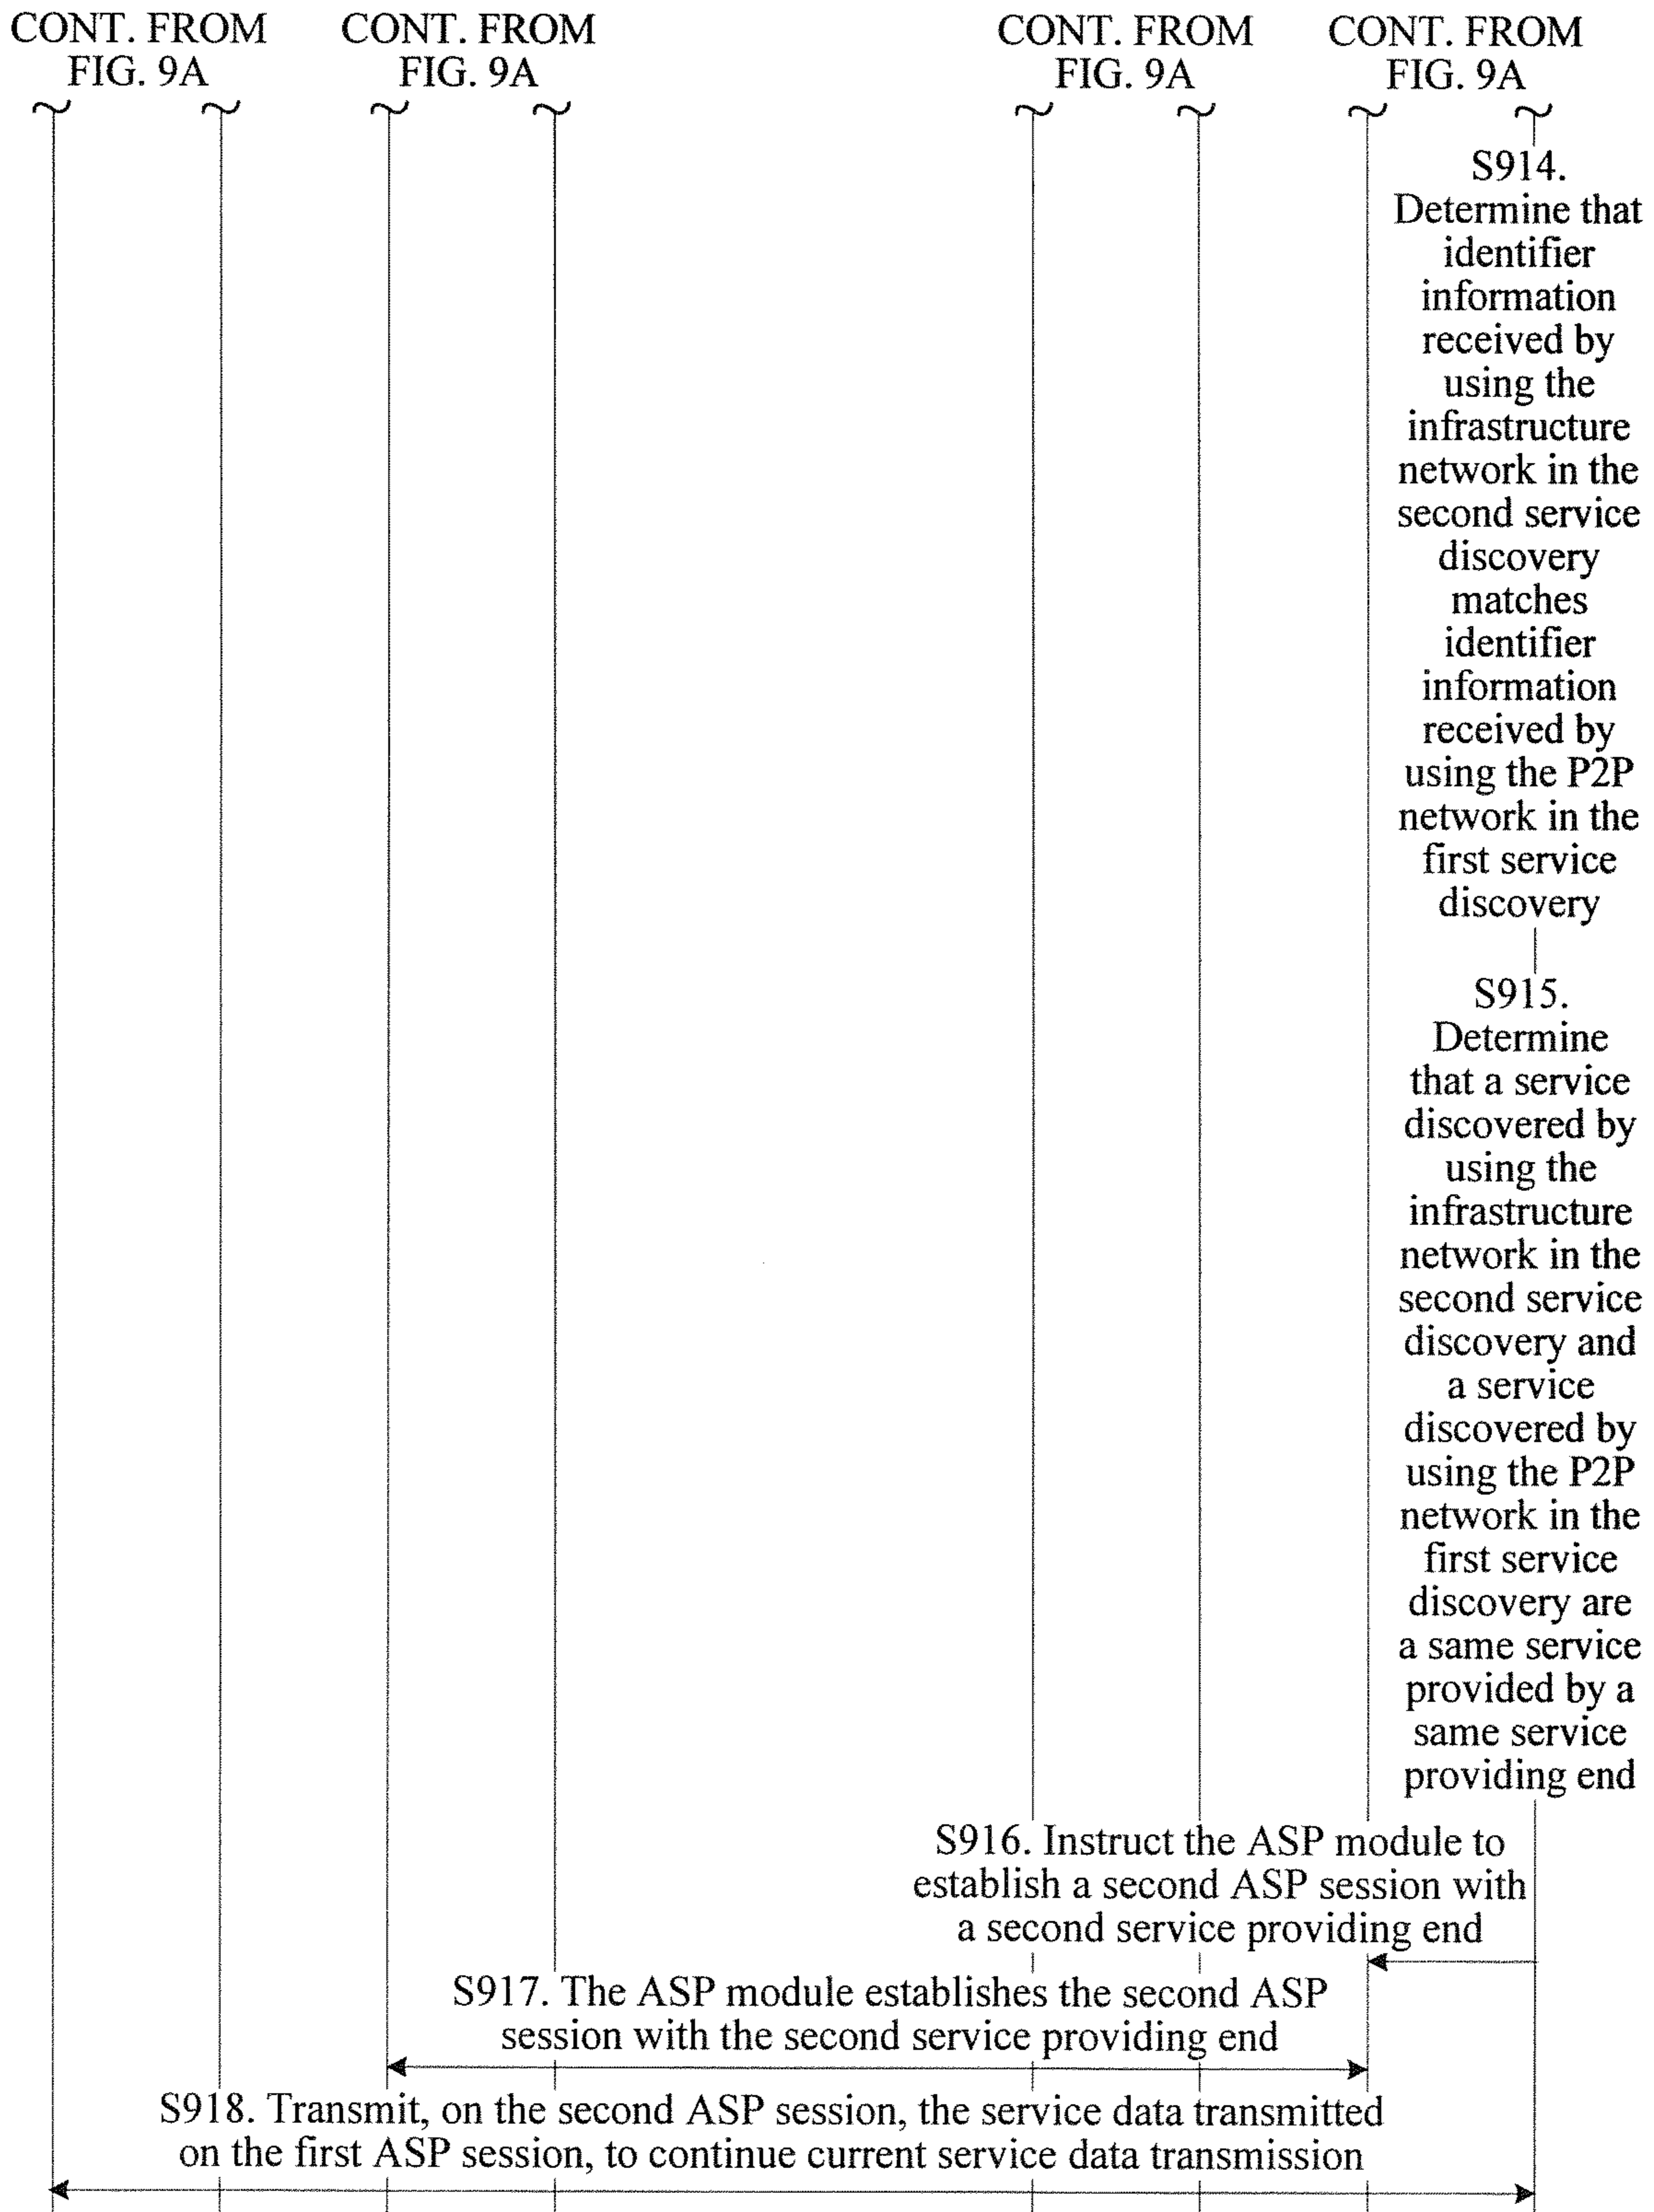 CONT. FROM
FIG. 9A
CONT. FROM
FIG. 9A
CONT. FROM
FIG. 9A
CONT. FROM
FIG. 9A
S914.
Determine that
identifier
information
received by
using the
infrastructure
network in the
second service
discovery
matches
identifier
information
received by
using the P2P
network in the
first service
discovery
S915.
Determine
that a service
discovered by
using the
infrastructure
network in the
second service
discovery and
a service
discovered by
using the P2P
network in the
first service
discovery are
a same service
provided by a
same service
providing end
S916. Instruct the ASP module to
establish a second ASP session with
a second service providing end
S917. The ASP module establishes the second ASP
session with the second service providing end
S918. Transmit, on the second ASP session, the service data transmitted
on the first ASP session, to continue current service data transmission